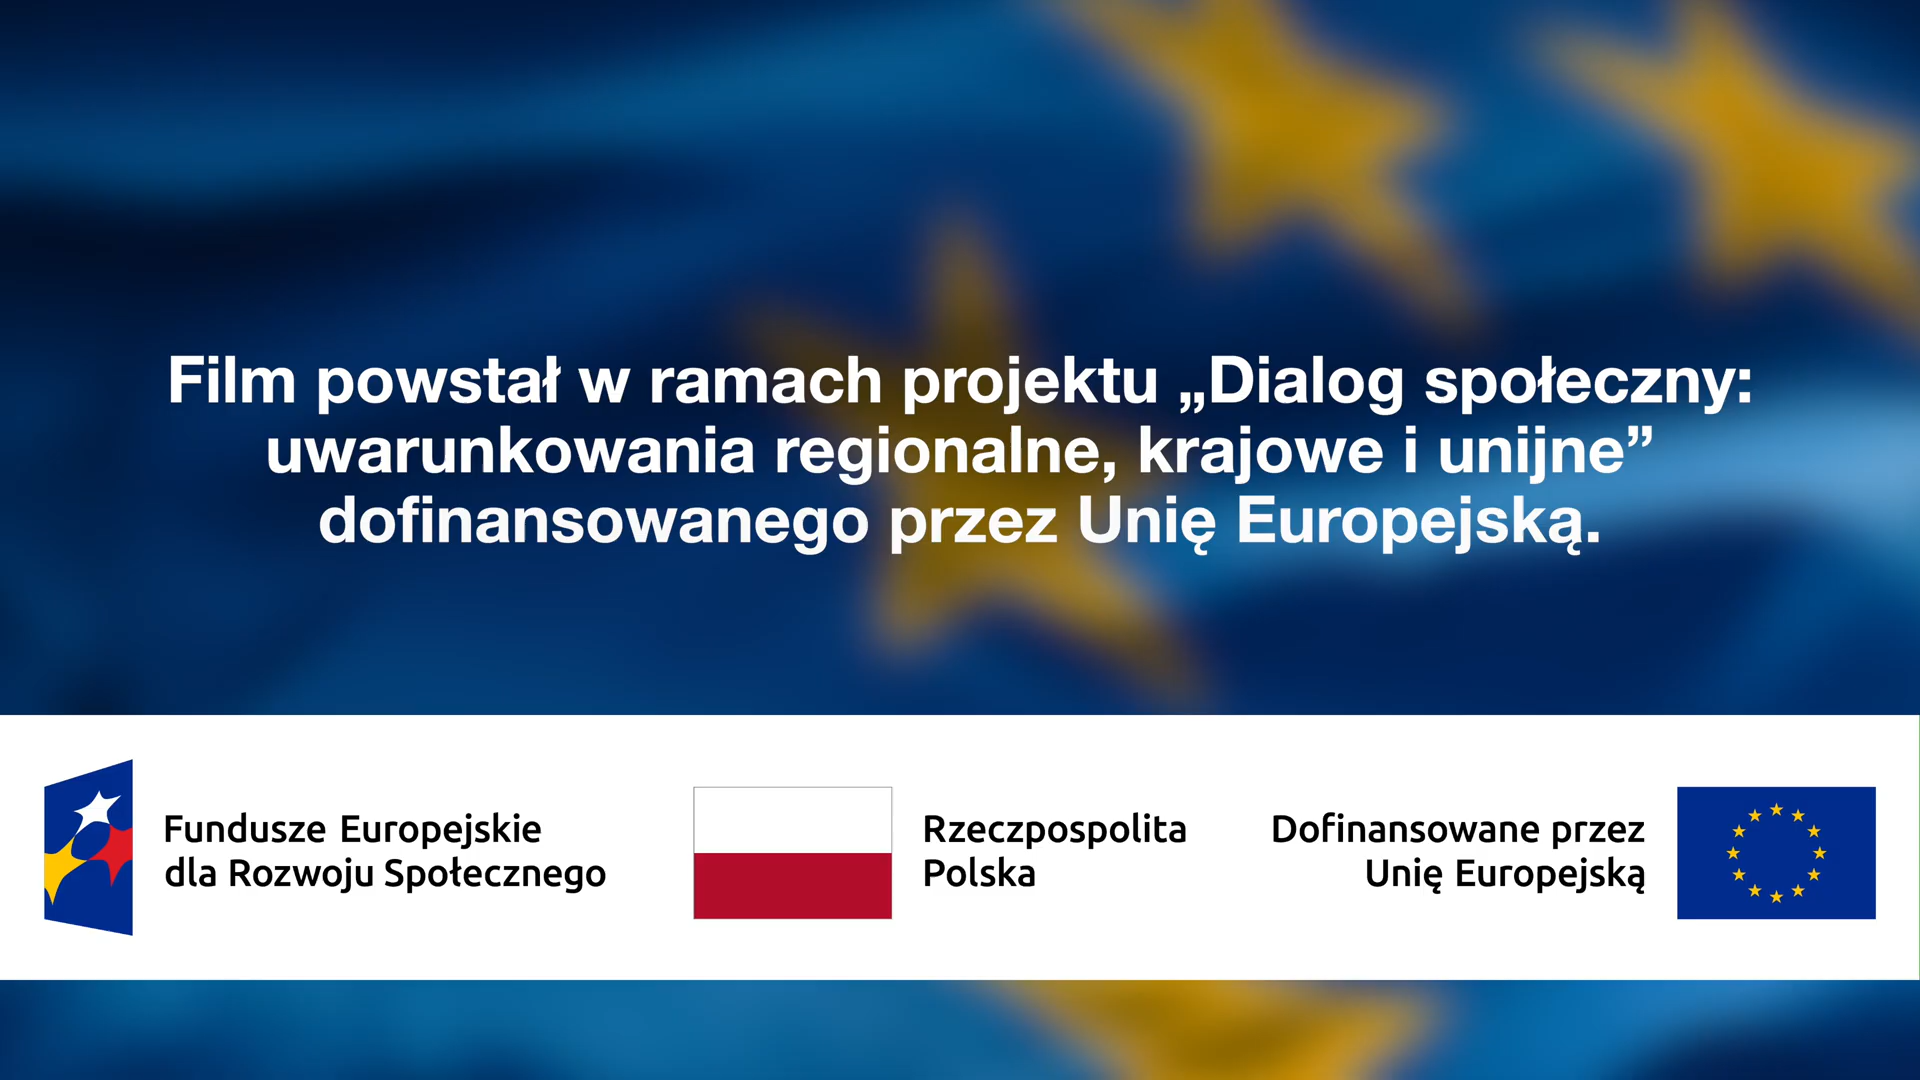 Film powstał w ramach projektu „Dialog społeczny:
uwarunkowania regionalne, krajowe i unijne”
dofinansowanego przez Unię Europejską.
Fundusze Europejskie
dla Rozwoju Społecznego
Rzeczpospolita
Polska
Dofinansowane przez
Unię Europejską